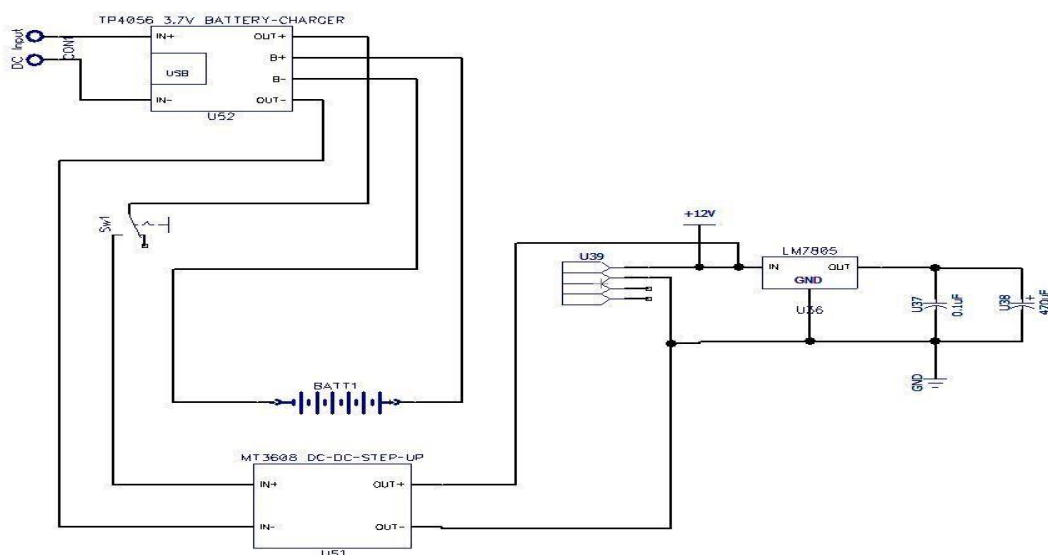 TP4056 3.7V BATTERY-CHARGER
DC Input
CON1
IN+
OUT+
B+
USB
B-
IN-
OUT-
U52
Sw1
+12V
U39
LM7805
IN
OUT
GND
U36
U37
0.1uF
U38
+
470uF
GND
BATT1
MT3608 DC-DC-STEP-UP
IN+
OUT+
IN-
OUT-
U51